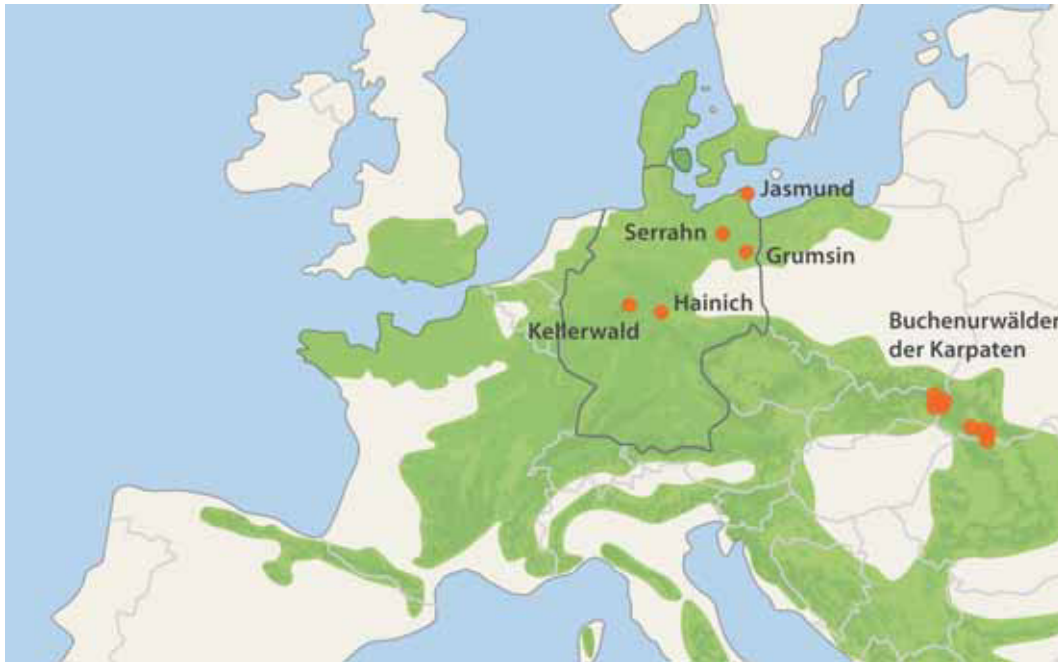 Jasmund
Serrahn
Grumsin
Hainich
Kellerwald
Buchenurwälder
der Karpaten